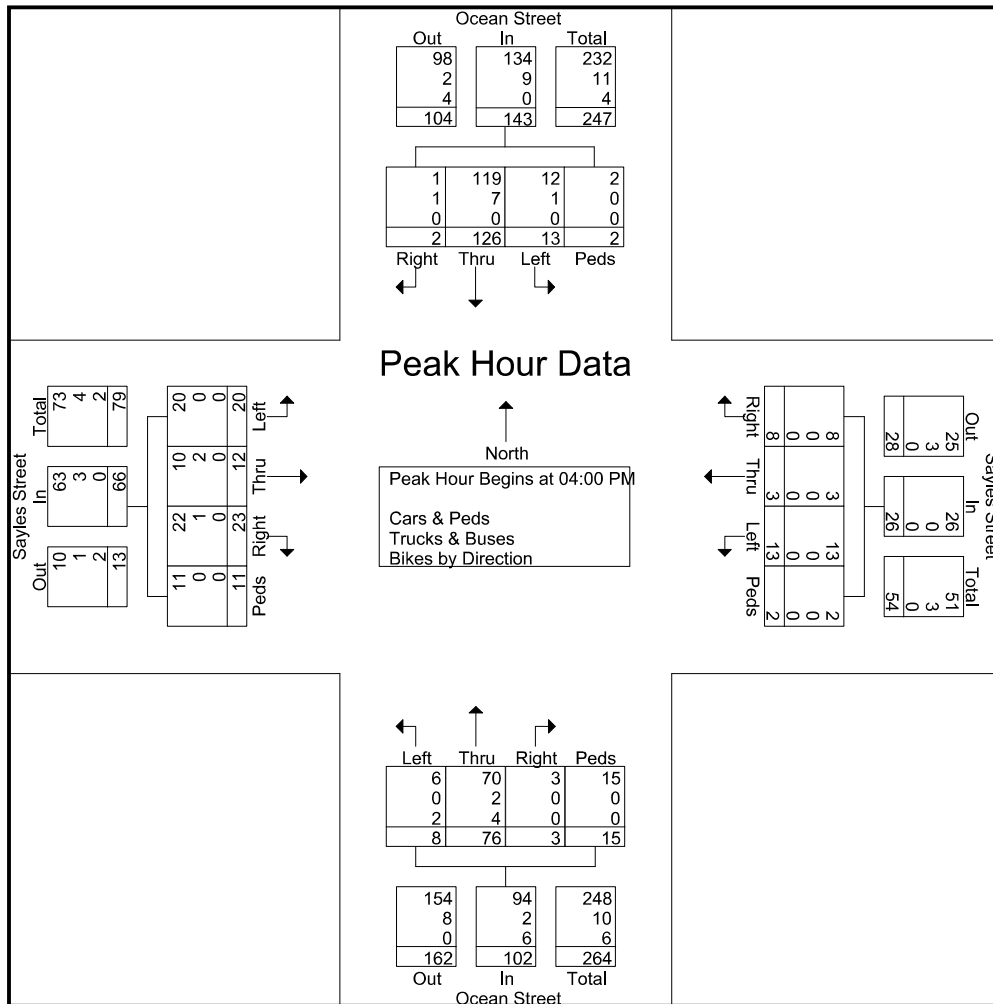 Ocean Street
Out In Total
98 134 232
2 9 11
4 0 4
104 143 247
1 119 12 2
1 7 1 0
0 0 0 0
2 126 13 2
Right Thru Left Peds
Peak Hour Data
North
Peak Hour Begins at 04:00 PM
Cars & Peds
Trucks & Buses
Bikes by Direction
Sayles Street
Out In Total
10 63 73
1 3 4
2 0 2
13 66 79
11 22 10 20
0 1 2 0
0 0 0 0
11 23 12 20
Peds Right Thru Left
Sayles Street
Out In Total
25 26 51
3 0 3
0 0 0
28 26 54
8 3 13 2
0 0 0 0
0 0 0 0
8 3 13 2
Right Thru Left Peds
Left Thru Right Peds
6 70 3 15
0 2 0 0
2 4 0 0
8 76 3 15
154 94 248
8 2 10
0 6 6
162 102 264
Out In Total
Ocean Street